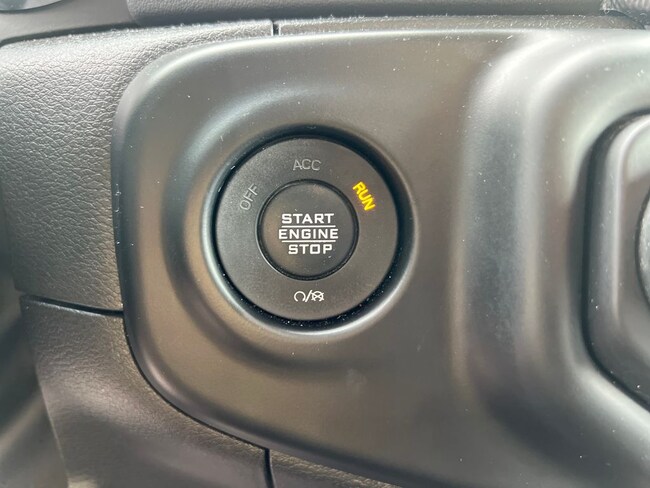 ACC
OFF
RUN
START
ENGINE
STOP